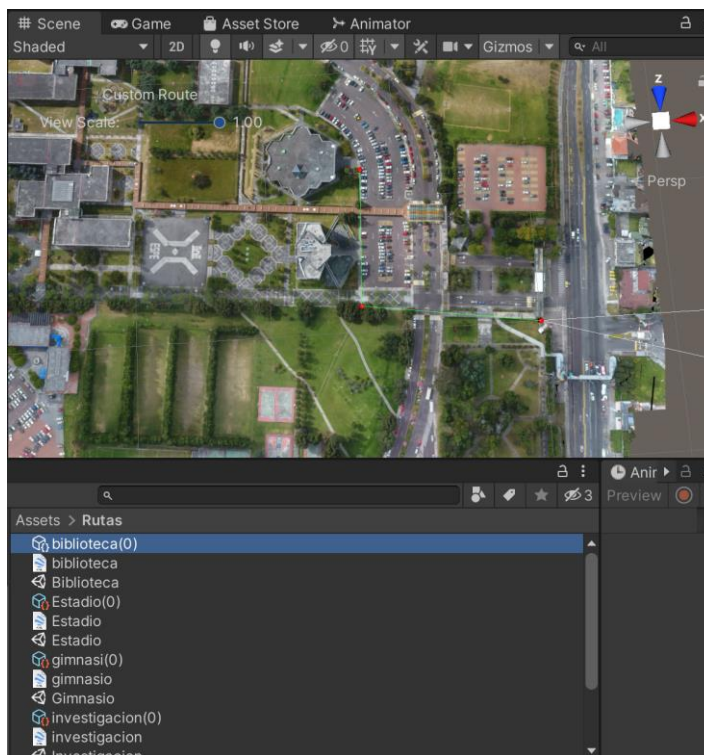 Scene Game Asset Store Animator
Shaded 2D 0 Gizmos All
Custom Route
View Scale: 1.00
z
x
Persp
3 Anir
Preview
Assets > Rutas
biblioteca(0)
biblioteca
Biblioteca
Estadio(0)
Estadio
Estadio
gimnasi(0)
gimnasio
Gimnasio
investigacion(0)
investigacion
Investigacion